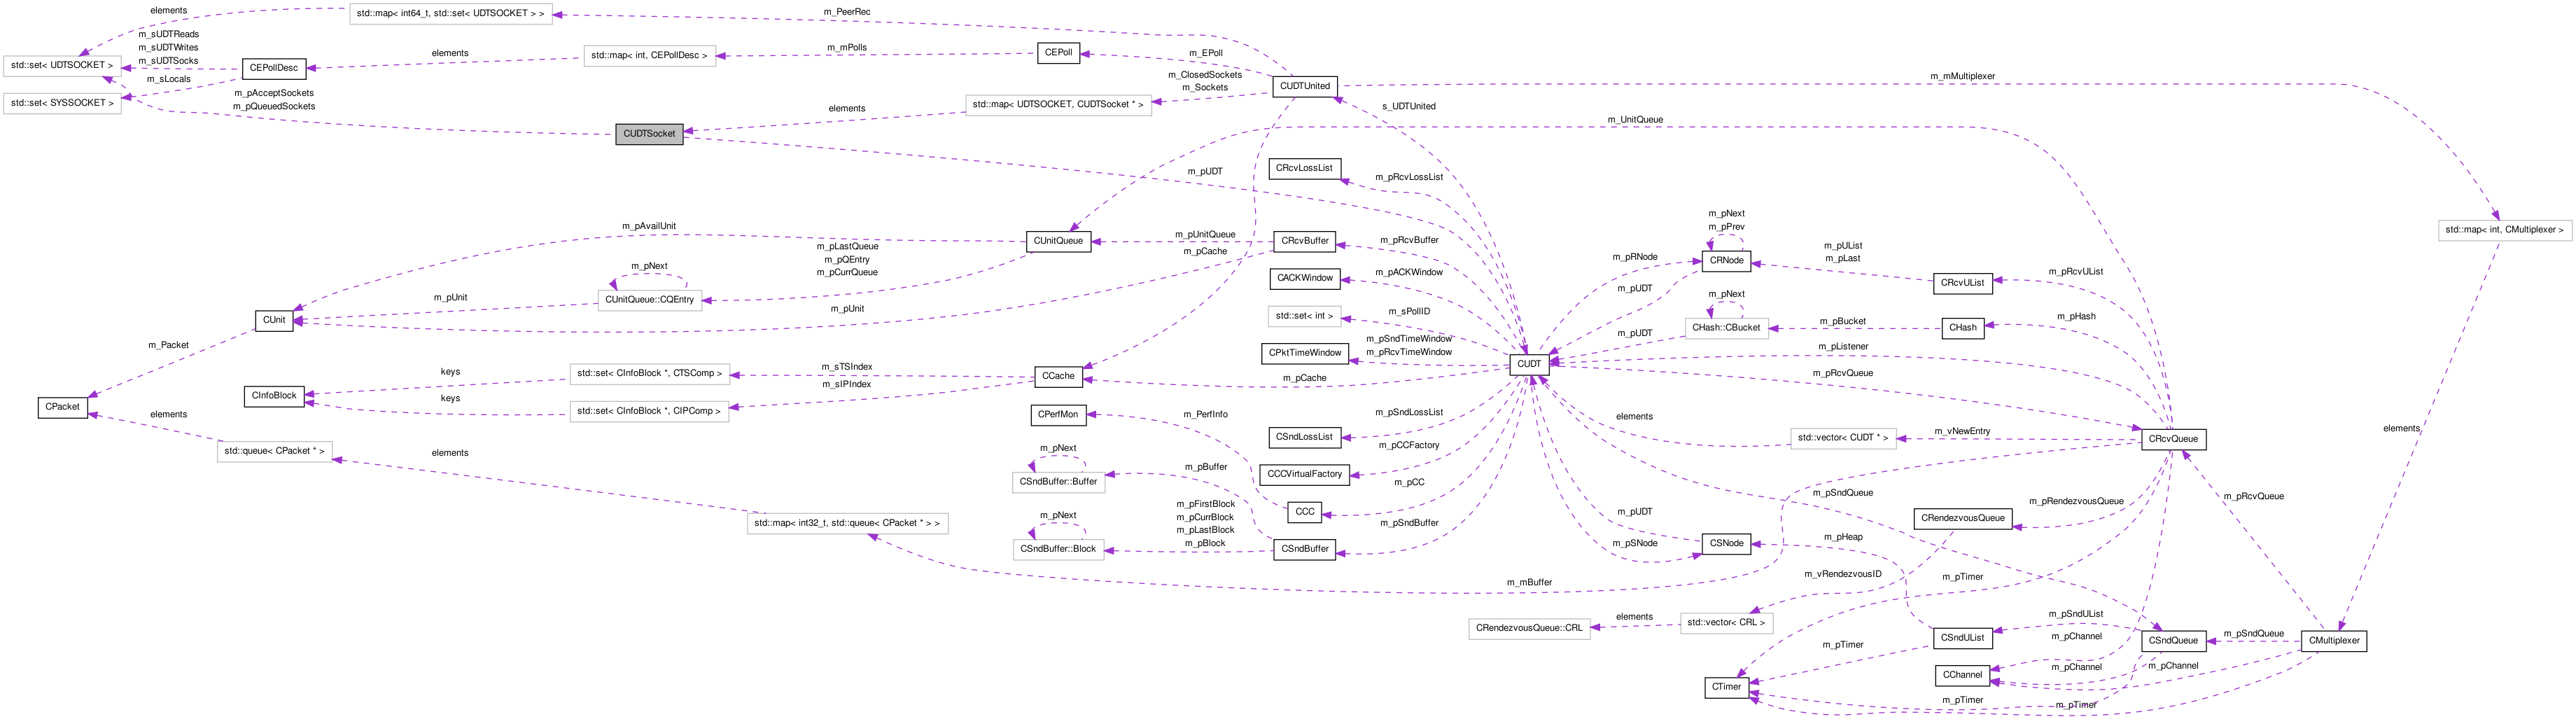 elements
std::map< int64_t, std::set< UDTSOCKET > >
m_PeerRec
m_sUDTReads
m_sUDTWrites
m_sUDTSocks
std::set< UDTSOCKET >
CEPollDesc
elements
std::map< int, CEPollDesc >
m_mPolls
CEPoll
m_EPoll
m_sLocals
std::set< SYSSOCKET >
m_pAcceptSockets
m_pQueuedSockets
m_ClosedSockets
m_Sockets
CUDTUnited
m_mMultiplexer
elements
std::map< UDTSOCKET, CUDTSocket * >
CUDTSocket
s_UDTUnited
m_UnitQueue
m_pUDT
CRcvLossList
m_pRcvLossList
m_pAvailUnit
CUnitQueue
m_pUnitQueue
CRcvBuffer
m_pRcvBuffer
m_pLastQueue
m_pQEntry
m_pCurrQueue
m_pCache
m_pNext
m_pPrev
m_pRNode
CRNode
m_pUList
m_pLast
std::map< int, CMultiplexer >
m_pNext
CUnitQueue::CQEntry
CACKWindow
m_pACKWindow
m_pUDT
CRcvUList
m_pRcvUList
m_pUnit
m_pUnit
CUnit
std::set< int >
m_sPollID
m_pNext
CHash::CBucket
m_pBucket
CHash
m_pHash
m_pUDT
m_Packet
CPktTimeWindow
m_pSndTimeWindow
m_pRcvTimeWindow
CUDT
m_pListener
m_pRcvQueue
keys
std::set< CInfoBlock *, CTSComp >
m_sTSIndex
m_sIPIndex
CCache
m_pCache
CInfoBlock
keys
std::set< CInfoBlock *, CIPComp >
CPacket
elements
CPerfMon
m_PerfInfo
m_pSndLossList
elements
CSndLossList
std::vector< CUDT * >
m_vNewEntry
CRcvQueue
elements
std::queue< CPacket * >
elements
m_pCCFactory
CCCVirtualFactory
m_pNext
CSndBuffer::Buffer
m_pBuffer
m_pCC
CCC
m_pSndQueue
m_pRendezvousQueue
m_pRcvQueue
std::map< int32_t, std::queue< CPacket * > >
m_pNext
CSndBuffer::Block
m_pFirstBlock
m_pCurrBlock
m_pLastBlock
m_pBlock
CSndBuffer
m_pSndBuffer
m_pUDT
m_pSNode
CSNode
m_pHeap
CRendezvousQueue
m_mBuffer
m_vRendezvousID
m_pTimer
CRendezvousQueue::CRL
elements
std::vector< CRL >
m_pSndUList
m_pChannel
CSndUList
CSndQueue
m_pSndQueue
CMultiplexer
m_pTimer
m_pChannel
m_pChannel
CChannel
CTimer
m_pTimer
m_pTimer